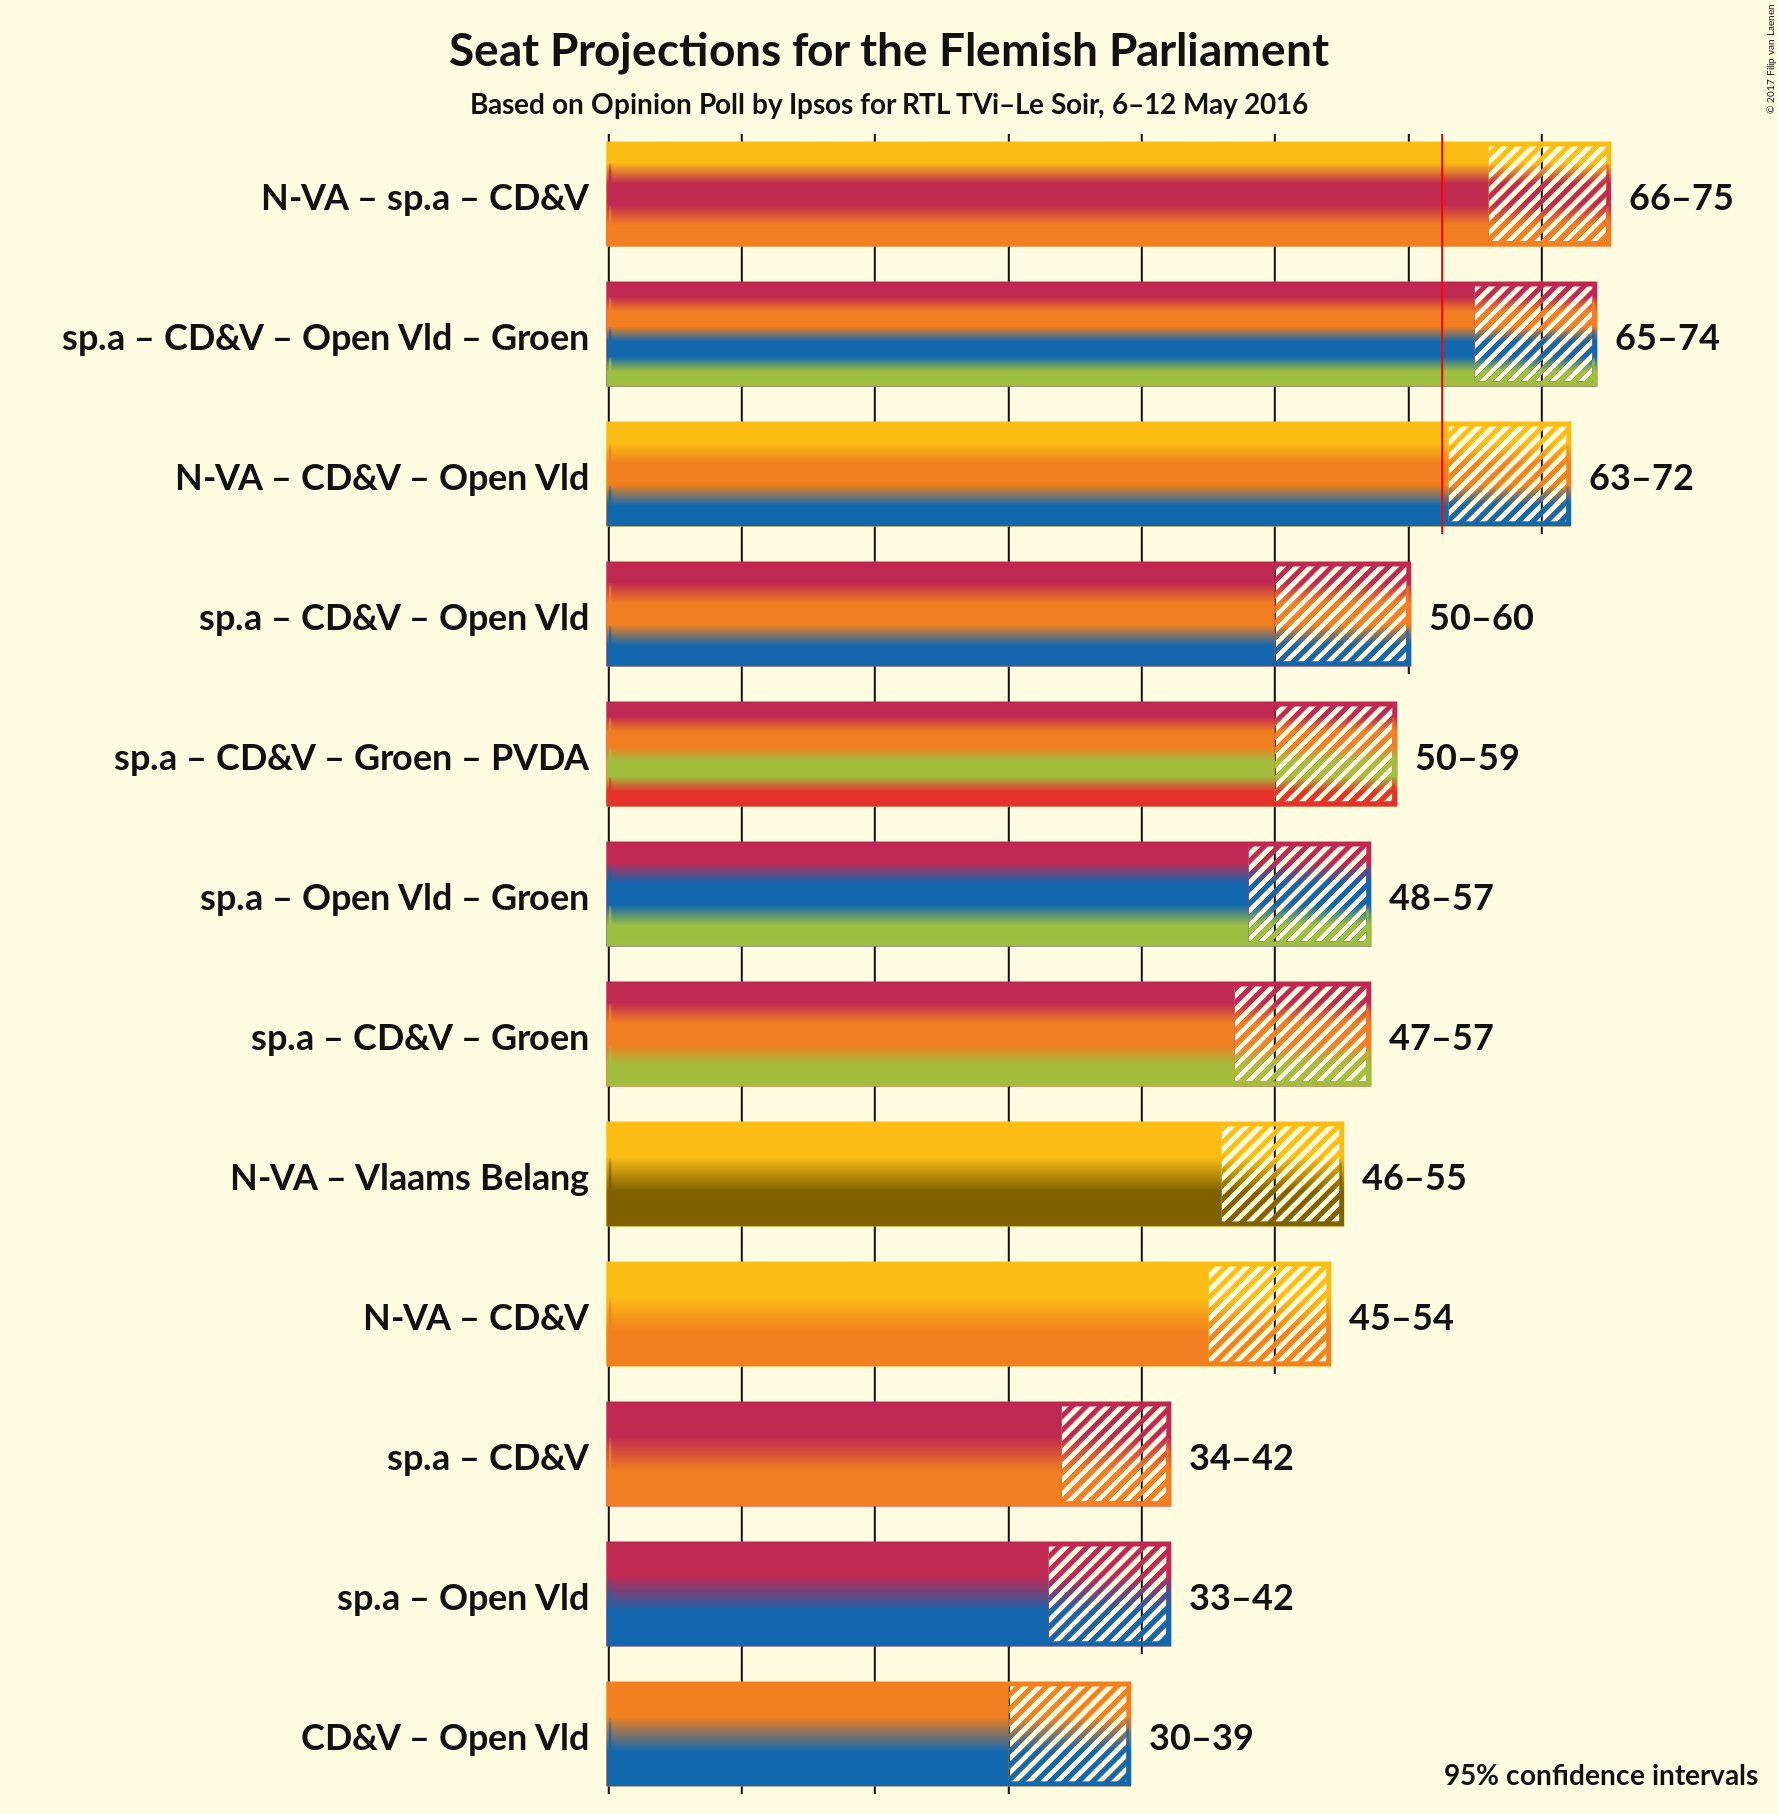 Seat Projections for the Flemish Parliament
Based on Opinion Poll by Ipsos for RTL TVi–Le Soir, 6–12 May 2016
© 2017 Filip van Laenen
N-VA – sp.a – CD&V 66–75
sp.a – CD&V – Open Vld – Groen 65–74
N-VA – CD&V – Open Vld 63–72
sp.a – CD&V – Open Vld 50–60
sp.a – CD&V – Groen – PVDA 50–59
sp.a – Open Vld – Groen 48–57
sp.a – CD&V – Groen 47–57
N-VA – Vlaams Belang 46–55
N-VA – CD&V 45–54
sp.a – CD&V 34–42
sp.a – Open Vld 33–42
CD&V – Open Vld 30–39
95% confidence intervals